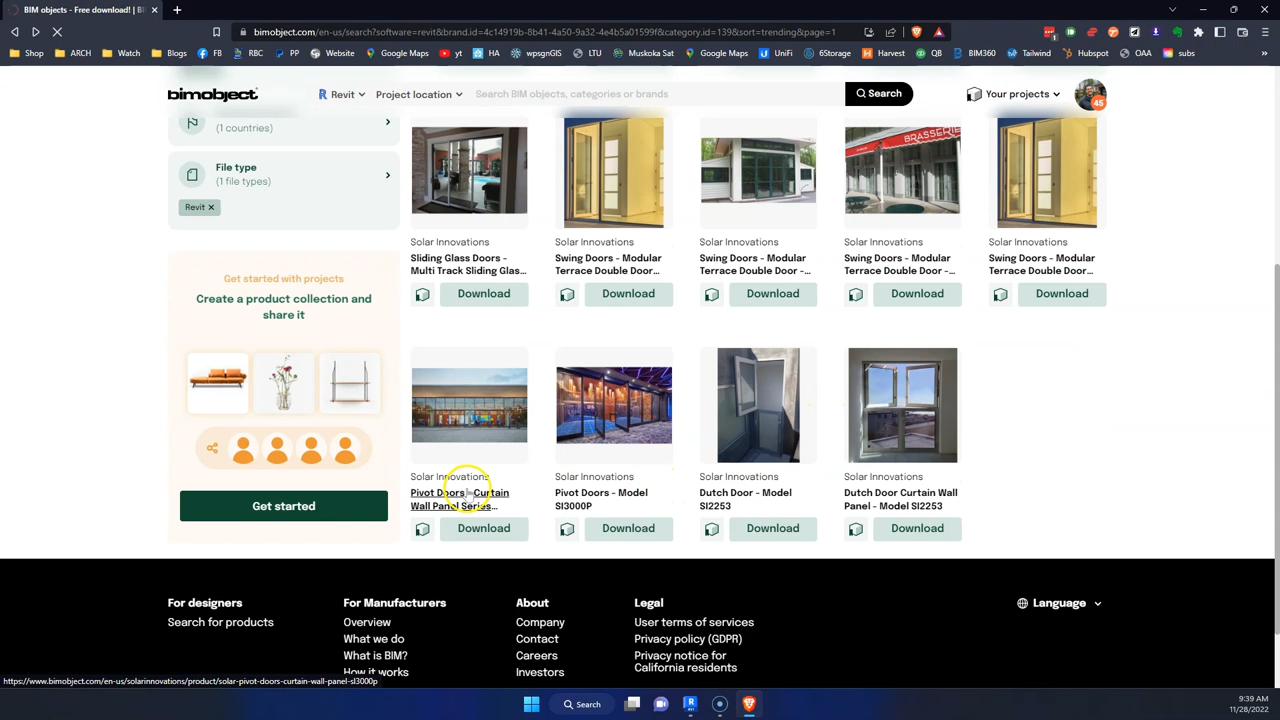 BIM objects - Free download! | BIM
bimobject.com/en-us/search?software=revit&brand.id=4c14919b-8b41-4a50-9a32-4e4b5a01599f&category.id=139&sort=trending&page=1
Shop ARCH Watch Blogs PP Website Google Maps yt HA wpsgnGIS LTU Muskoka Sat Google Maps UniFi 6Storage Harvest QB BIM360 Tailwind Hubspot OAA subs
bimobject Revit Project location Search BIM objects, categories or brands Search Your projects 45
(1 countries)
File type
(1 file types)
Revit
Get started with projects
Create a product collection and
share it
Get started
Solar Innovations
Sliding Glass Doors -
Multi Track Sliding Glas...
Download
Solar Innovations
Swing Doors - Modular
Terrace Double Door...
Download
Solar Innovations
Swing Doors - Modular
Terrace Double Door -...
Download
BRASSERIE
Solar Innovations
Swing Doors - Modular
Terrace Double Door -...
Download
Solar Innovations
Swing Doors - Modular
Terrace Double Door...
Download
Solar Innovations
Pivot Doors - Curtain
Wall Panel Series...
Download
Solar Innovations
Pivot Doors - Model
SI3000P
Download
Solar Innovations
Dutch Door - Model
SI2253
Download
Solar Innovations
Dutch Door Curtain Wall
Panel - Model SI2253
Download
For designers
Search for products
For Manufacturers
Overview
What we do
What is BIM?
How it works
About
Company
Contact
Careers
Investors
Legal
User terms of services
Privacy policy (GDPR)
Privacy notice for
California residents
Language
https://www.bimobject.com/en-us/solarinnovations/product/solar-pivot-doors-curtain-wall-panel-si3000p
Search
9:39 AM
11/28/2022